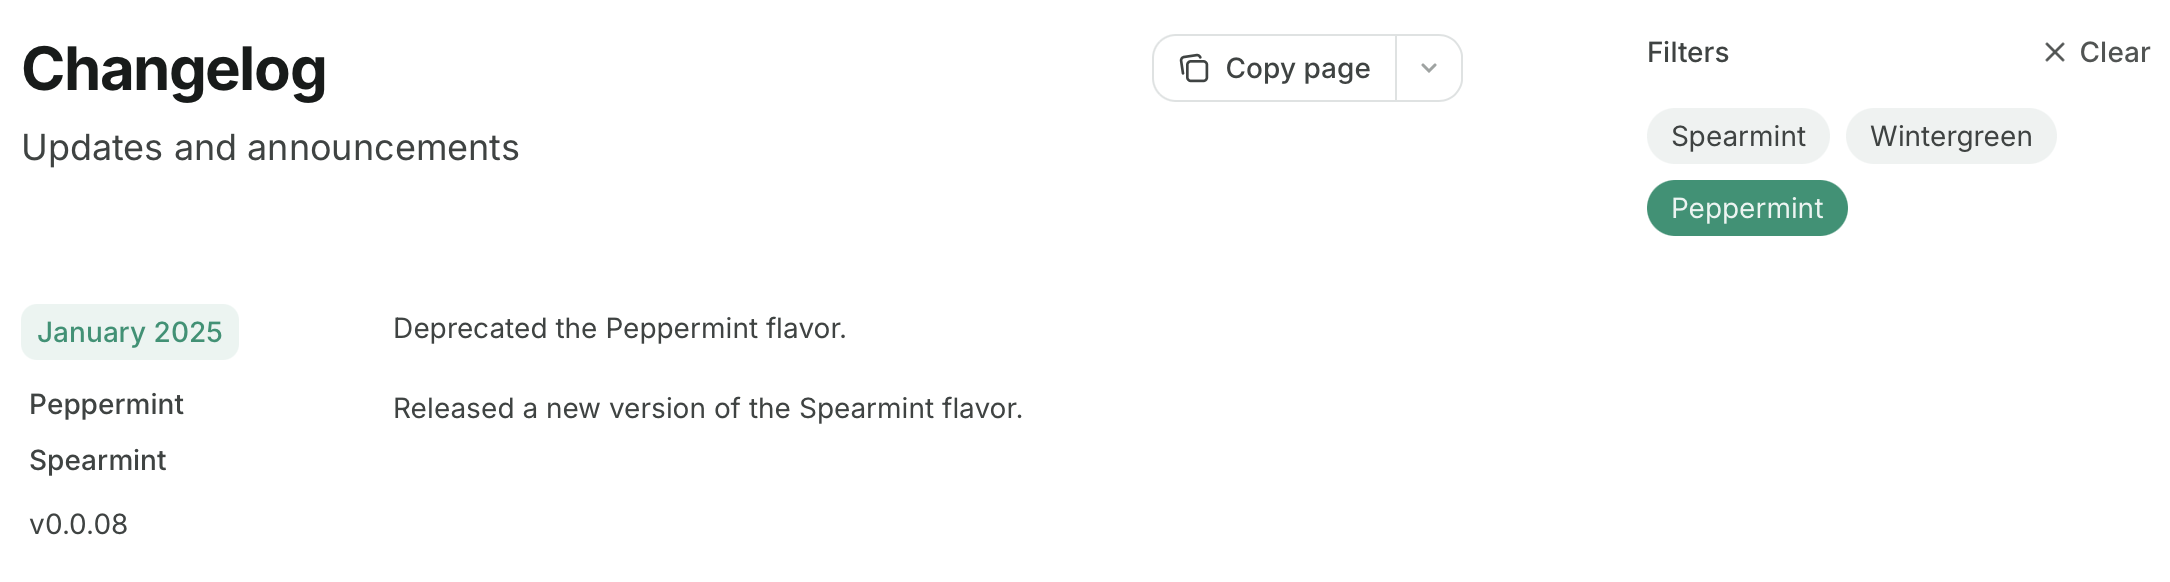 Changelog
Updates and announcements
Copy page
Filters
Clear
Spearmint
Wintergreen
Peppermint
January 2025
Peppermint
Spearmint
v0.0.08
Deprecated the Peppermint flavor.
Released a new version of the Spearmint flavor.